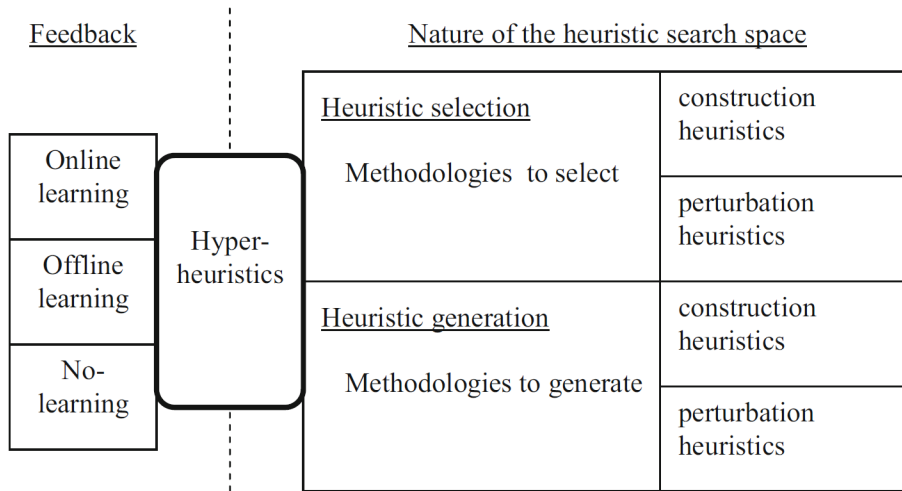 Feedback
Nature of the heuristic search space
Online
learning
Offline
learning
No-
learning
Hyper-
heuristics
Heuristic selection
Methodologies to select
construction
heuristics
perturbation
heuristics
Heuristic generation
Methodologies to generate
construction
heuristics
perturbation
heuristics